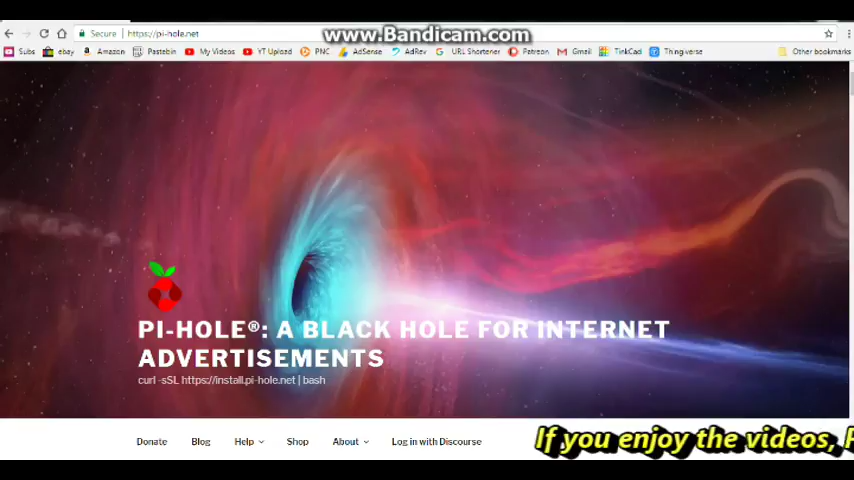 www.Bandicam.com
Secure https://pi-hole.net
Subs ebay Amazon Pastebin My Videos YT Upload PNC AdSense AdRev URL Shortener Patreon Gmail TinkCad Thingiverse Other bookmarks
PI-HOLE®: A BLACK HOLE FOR INTERNET
ADVERTISEMENTS
curl -sSL https://install.pi-hole.net | bash
Donate Blog Help Shop About Log in with Discourse
If you enjoy the videos,